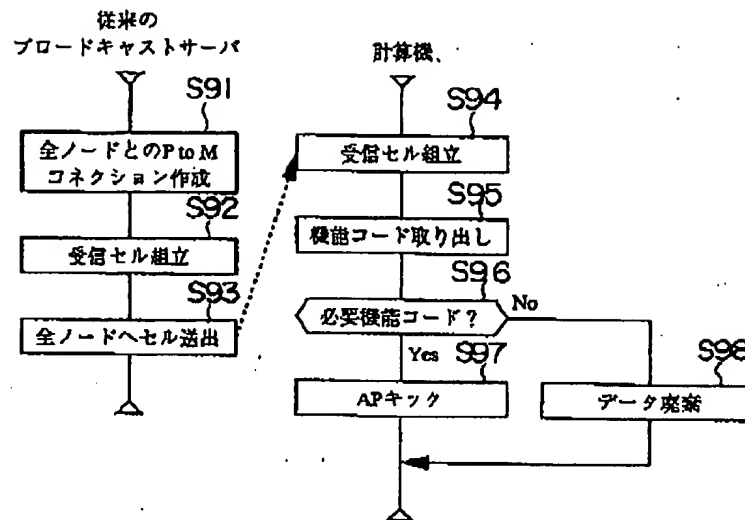 従来の
ブロードキャストサーバ
S91
全ノードとのP to M
コネクション作成
S92
受信セル組立
S93
全ノードへセル送出
計算機、
S94
受信セル組立
S95
機能コード取り出し
S96
必要機能コード?
No
Yes
S97
APキック
S98
データ廃棄